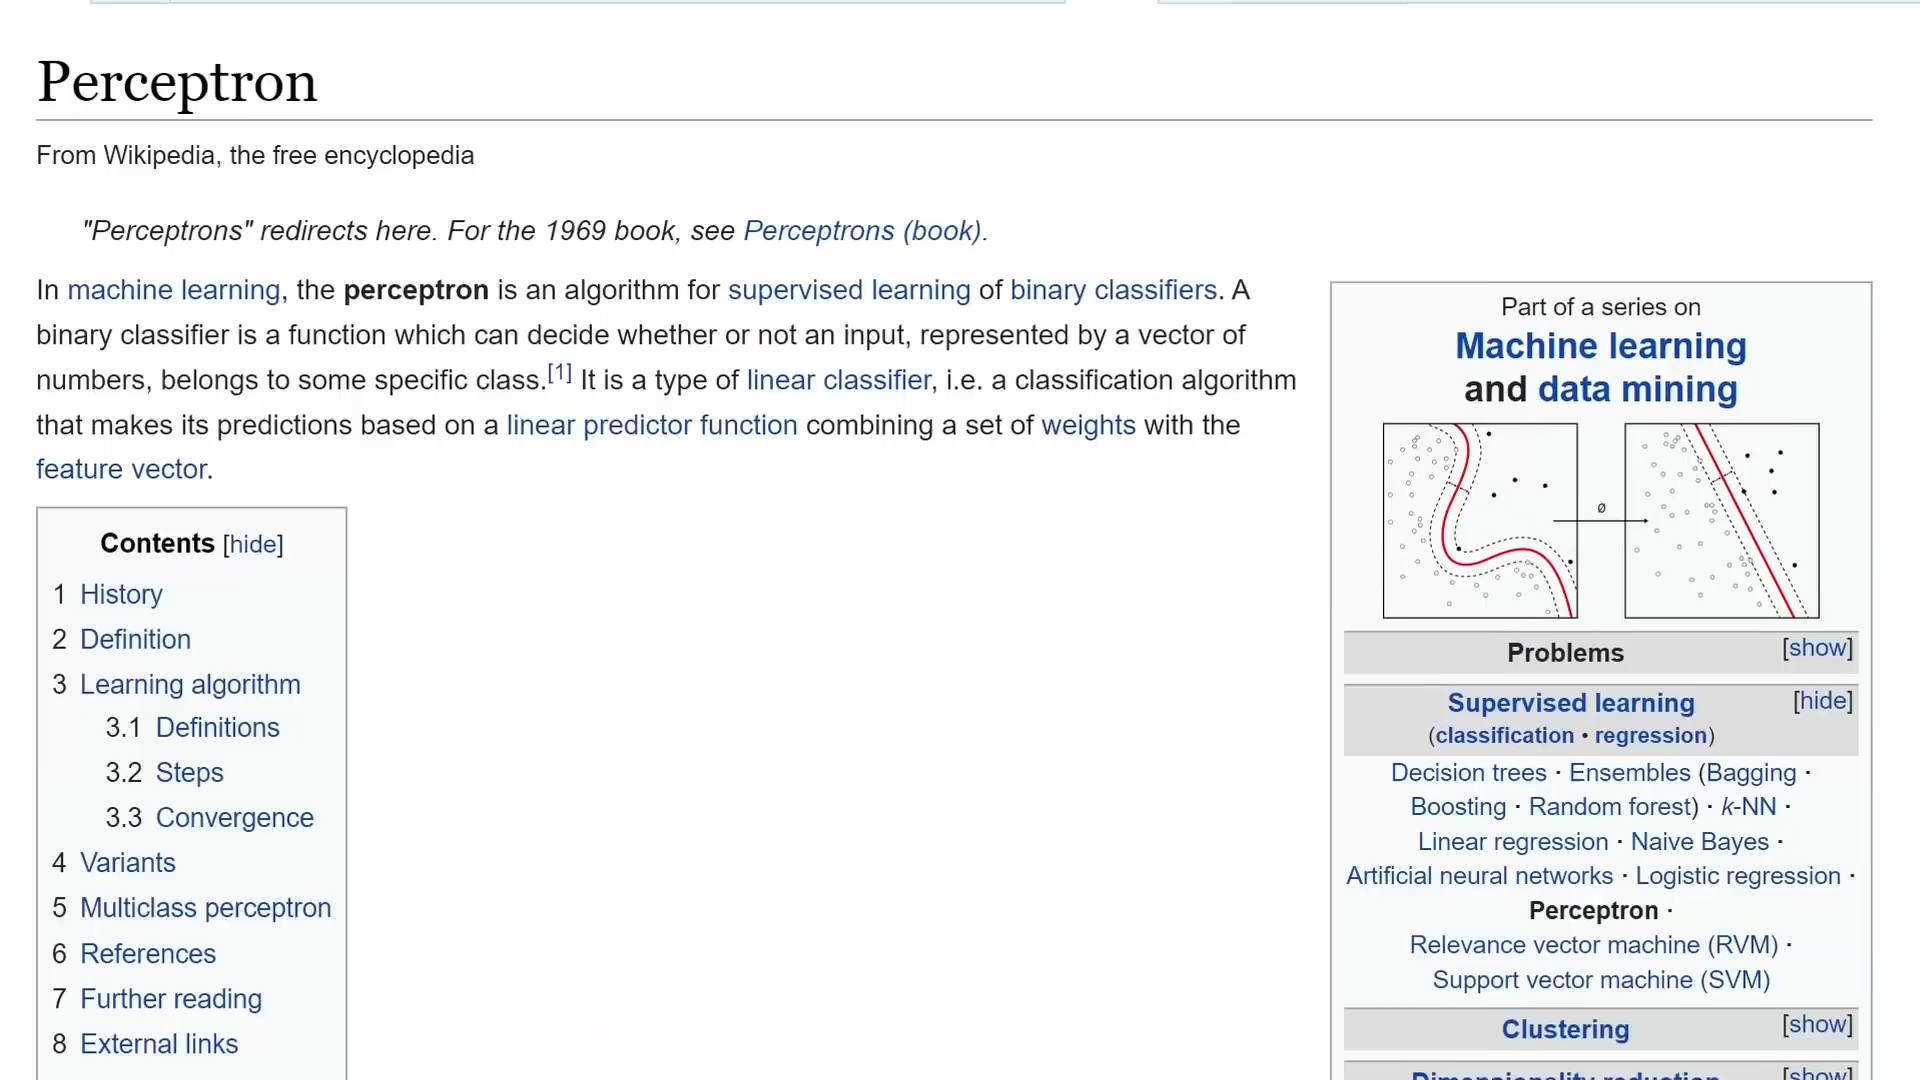 Perceptron
From Wikipedia, the free encyclopedia
"Perceptrons" redirects here. For the 1969 book, see Perceptrons (book).
In machine learning, the perceptron is an algorithm for supervised learning of binary classifiers. A
binary classifier is a function which can decide whether or not an input, represented by a vector of
numbers, belongs to some specific class.[1] It is a type of linear classifier, i.e. a classification algorithm
that makes its predictions based on a linear predictor function combining a set of weights with the
feature vector.
Contents [hide]
1 History
2 Definition
3 Learning algorithm
3.1 Definitions
3.2 Steps
3.3 Convergence
4 Variants
5 Multiclass perceptron
6 References
7 Further reading
8 External links
Part of a series on
Machine learning
and data mining
ø
Problems [show]
Supervised learning [hide]
(classification • regression)
Decision trees · Ensembles (Bagging ·
Boosting · Random forest) · k-NN ·
Linear regression · Naive Bayes ·
Artificial neural networks · Logistic regression ·
Perceptron ·
Relevance vector machine (RVM) ·
Support vector machine (SVM)
Clustering [show]
Dimensionality reduction [show]